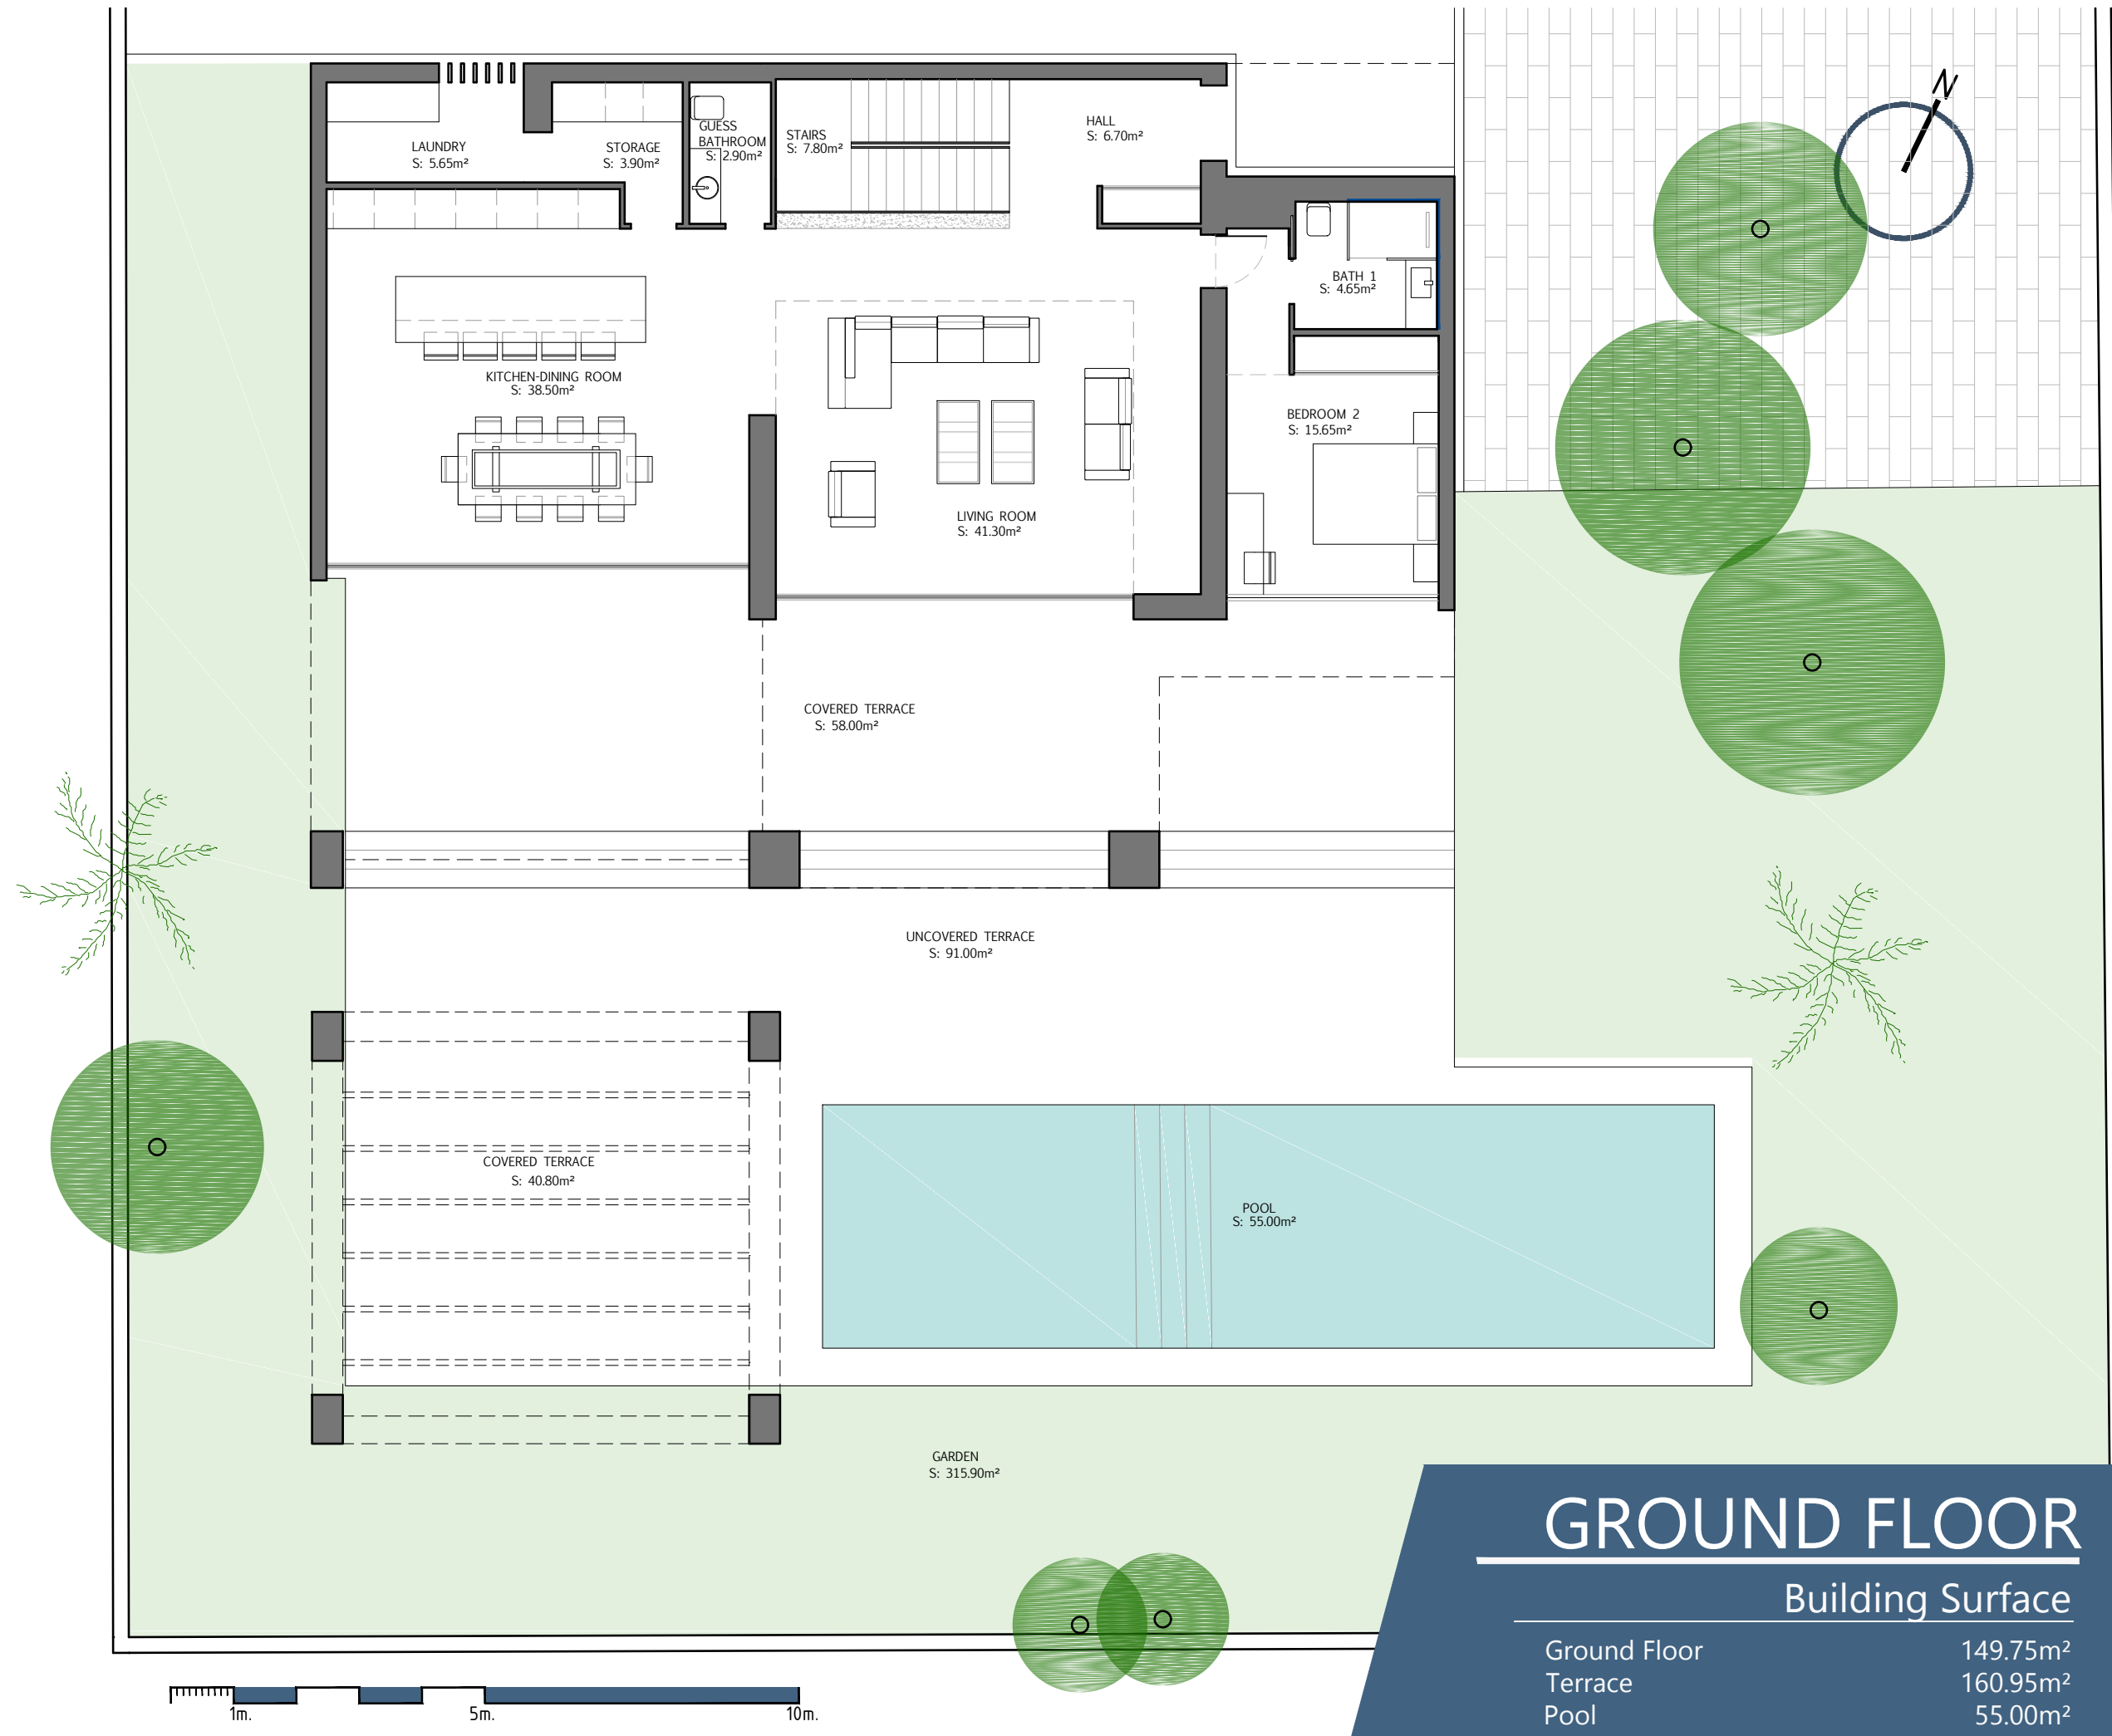 N
LAUNDRY
S: 5.65m²
STORAGE
S: 3.90m²
GUESS
BATHROOM
S: 2.90m²
STAIRS
S: 7.80m²
HALL
S: 6.70m²
BATH 1
S: 4.65m²
KITCHEN-DINING ROOM
S: 38.50m²
BEDROOM 2
S: 15.65m²
LIVING ROOM
S: 41.30m²
COVERED TERRACE
S: 58.00m²
UNCOVERED TERRACE
S: 91.00m²
COVERED TERRACE
S: 40.80m²
POOL
S: 55.00m²
GARDEN
S: 315.90m²
GROUND FLOOR
Building Surface
Ground Floor 149.75m²
Terrace 160.95m²
Pool 55.00m²
1m. 5m. 10m.